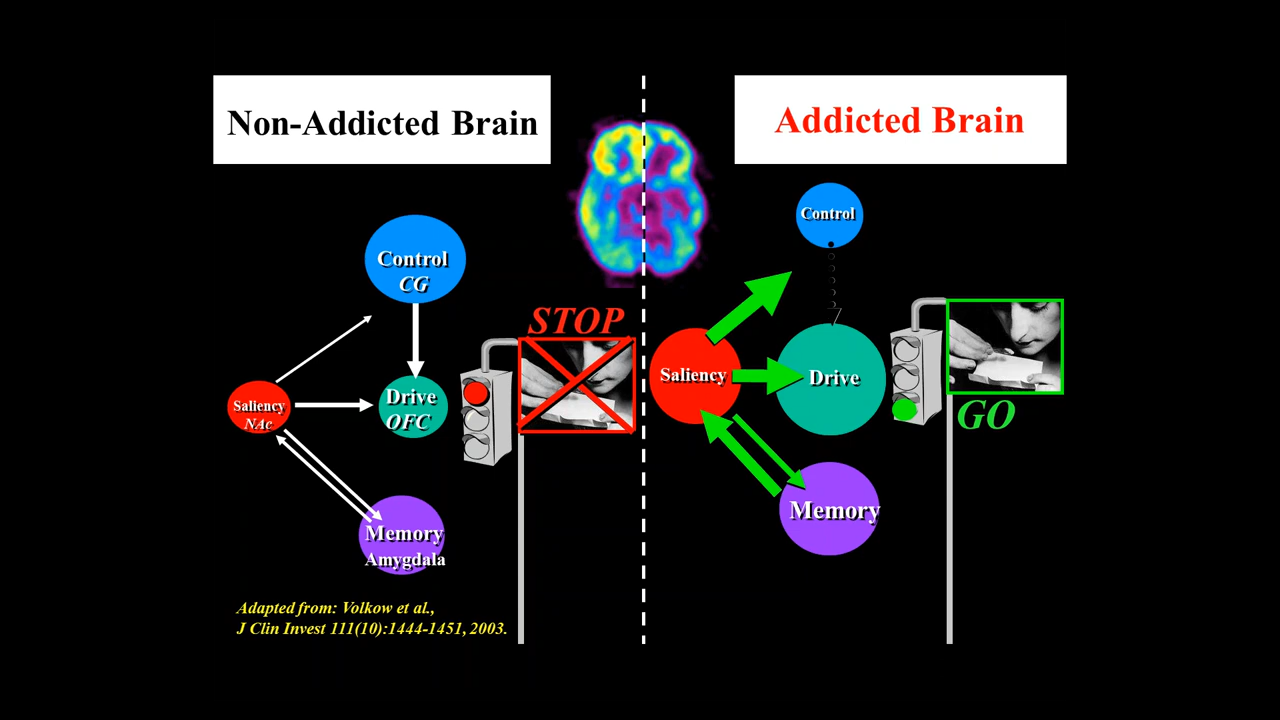 Non-Addicted Brain
Addicted Brain
Control
CG
Saliency
NAc
Drive
OFC
Memory
Amygdala
STOP
Control
Saliency
Drive
Memory
GO
Adapted from: Volkow et al.,
J Clin Invest 111(10):1444-1451, 2003.